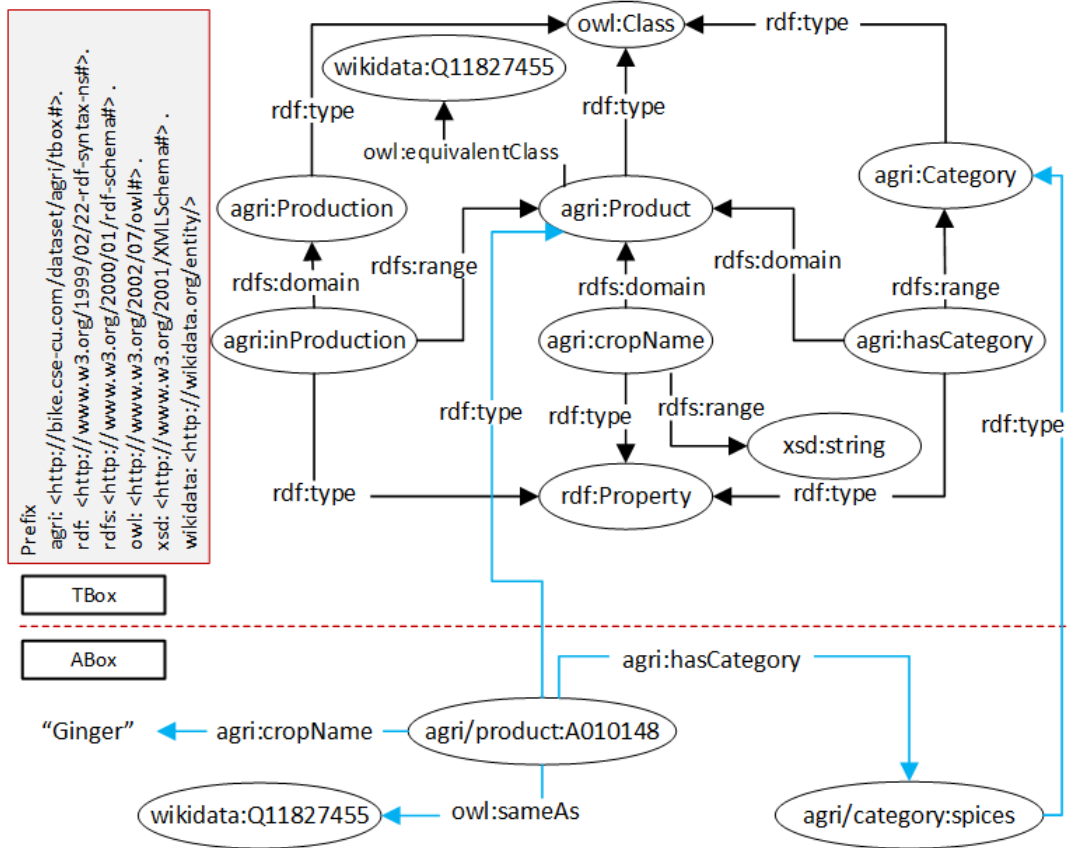 Prefix
agri: <http://bike.cse-cu.com/dataset/agri/tbox#>.
rdf: <http://www.w3.org/1999/02/22-rdf-syntax-ns#>.
rdfs: <http://www.w3.org/2000/01/rdf-schema#> .
owl: <http://www.w3.org/2002/07/owl#> .
xsd: <http://www.w3.org/2001/XMLSchema#> .
wikidata: <http://wikidata.org/entity/>
owl:Class
rdf:type
wikidata:Q11827455
rdf:type
rdf:type
owl:equivalentClass
agri:Category
agri:Production
agri:Product
rdfs:range
rdfs:domain
rdfs:domain
rdfs:domain
rdfs:range
agri:inProduction
agri:cropName
agri:hasCategory
rdf:type
rdf:type
rdfs:range
rdf:type
xsd:string
rdf:type
rdf:Property
rdf:type
TBox
ABox
agri:hasCategory
“Ginger”
agri:cropName
agri/product:A010148
wikidata:Q11827455
owl:sameAs
agri/category:spices